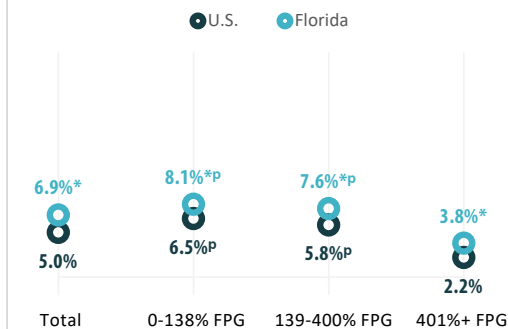 U.S. Florida
6.9%* 8.1%*ᵖ 7.6%*ᵖ 3.8%*
5.0% 6.5%ᵖ 5.8%ᵖ 2.2%
Total 0-138% FPG 139-400% FPG 401%+ FPG